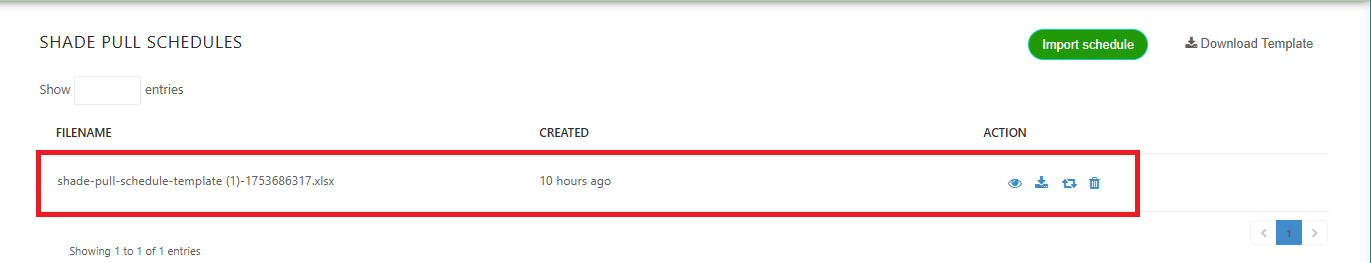 SHADE PULL SCHEDULES
Import schedule
Download Template
Show entries
FILENAME CREATED ACTION
shade-pull-schedule-template (1)-1753686317.xlsx 10 hours ago
1
Showing 1 to 1 of 1 entries